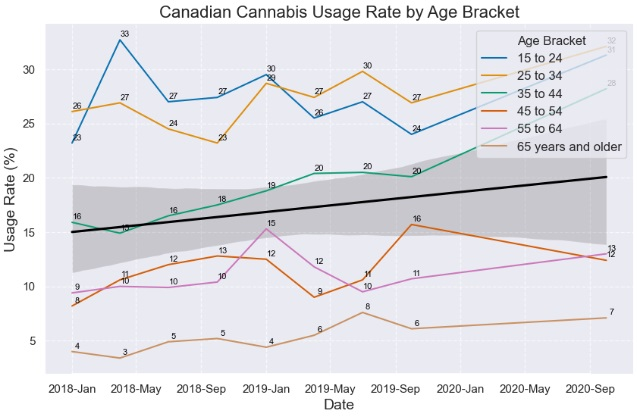 Canadian Cannabis Usage Rate by Age Bracket
Usage Rate (%)
30
25
20
15
10
5
Age Bracket
15 to 24
25 to 34
35 to 44
45 to 54
55 to 64
65 years and older
23 33 27 27 30 26 27 24 31
26 27 24 23 29 27 30 27 32
16 15 16 18 19 20 20 20 28
8 11 12 13 12 9 11 16 12
9 10 10 10 15 12 10 11 13
4 3 5 5 4 6 8 6 7
2018-Jan 2018-May 2018-Sep 2019-Jan 2019-May 2019-Sep 2020-Jan 2020-May 2020-Sep
Date